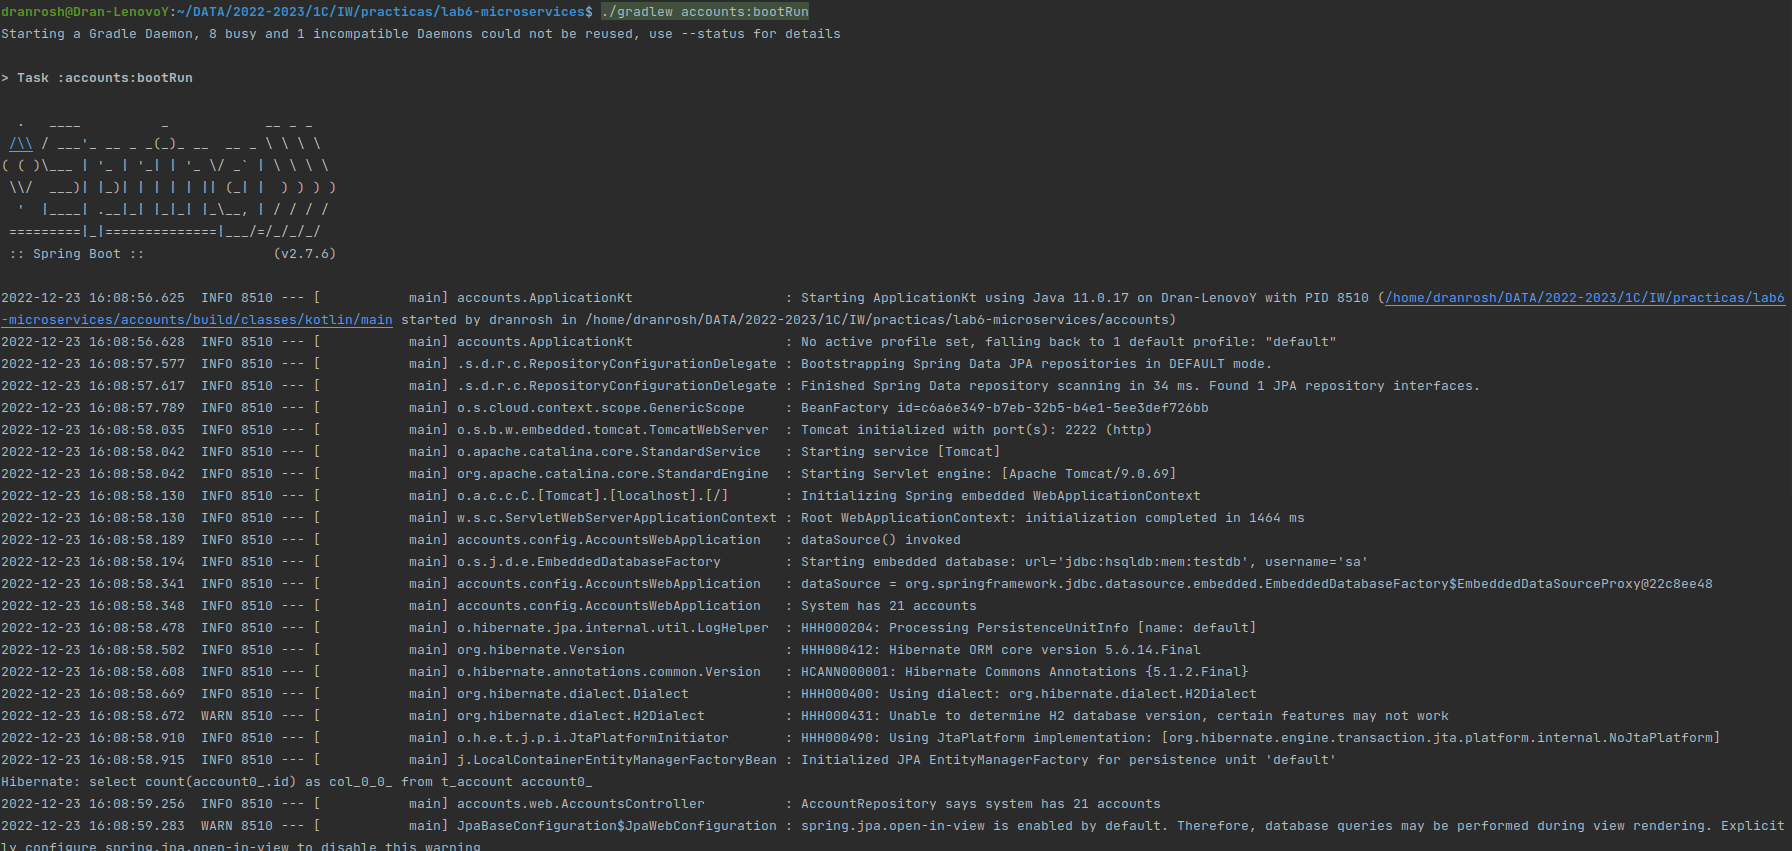 dranrosh@Dran-LenovoY:~/DATA/2022-2023/1C/IW/practicas/lab6-microservices$ ./gradlew accounts:bootRun
Starting a Gradle Daemon, 8 busy and 1 incompatible Daemons could not be reused, use --status for details

> Task :accounts:bootRun

  .   ____          _            __ _ _
 /\\ / ___'_ __ _ _(_)_ __  __ _ \ \ \ \
( ( )\___ | '_ | '_| | '_ \/ _` | \ \ \ \
 \\/  ___)| |_)| | | | | || (_| |  ) ) ) )
  '  |____| .__|_| |_|_| |_\__, | / / / /
 =========|_|==============|___/=/_/_/_/
 :: Spring Boot ::                (v2.7.6)

2022-12-23 16:08:56.625  INFO 8510 --- [           main] accounts.ApplicationKt                   : Starting ApplicationKt using Java 11.0.17 on Dran-LenovoY with PID 8510 (/home/dranrosh/DATA/2022-2023/1C/IW/practicas/lab6
-microservices/accounts/build/classes/kotlin/main started by dranrosh in /home/dranrosh/DATA/2022-2023/1C/IW/practicas/lab6-microservices/accounts)
2022-12-23 16:08:56.628  INFO 8510 --- [           main] accounts.ApplicationKt                   : No active profile set, falling back to 1 default profile: "default"
2022-12-23 16:08:57.577  INFO 8510 --- [           main] .s.d.r.c.RepositoryConfigurationDelegate : Bootstrapping Spring Data JPA repositories in DEFAULT mode.
2022-12-23 16:08:57.617  INFO 8510 --- [           main] .s.d.r.c.RepositoryConfigurationDelegate : Finished Spring Data repository scanning in 34 ms. Found 1 JPA repository interfaces.
2022-12-23 16:08:57.789  INFO 8510 --- [           main] o.s.cloud.context.scope.GenericScope     : BeanFactory id=c6a6e349-b7eb-32b5-b4e1-5ee3def726bb
2022-12-23 16:08:58.035  INFO 8510 --- [           main] o.s.b.w.embedded.tomcat.TomcatWebServer  : Tomcat initialized with port(s): 2222 (http)
2022-12-23 16:08:58.042  INFO 8510 --- [           main] o.apache.catalina.core.StandardService   : Starting service [Tomcat]
2022-12-23 16:08:58.042  INFO 8510 --- [           main] org.apache.catalina.core.StandardEngine  : Starting Servlet engine: [Apache Tomcat/9.0.69]
2022-12-23 16:08:58.130  INFO 8510 --- [           main] o.a.c.c.C.[Tomcat].[localhost].[/]       : Initializing Spring embedded WebApplicationContext
2022-12-23 16:08:58.130  INFO 8510 --- [           main] w.s.c.ServletWebServerApplicationContext : Root WebApplicationContext: initialization completed in 1464 ms
2022-12-23 16:08:58.189  INFO 8510 --- [           main] accounts.config.AccountsWebApplication   : dataSource() invoked
2022-12-23 16:08:58.194  INFO 8510 --- [           main] o.s.j.d.e.EmbeddedDatabaseFactory        : Starting embedded database: url='jdbc:hsqldb:mem:testdb', username='sa'
2022-12-23 16:08:58.341  INFO 8510 --- [           main] accounts.config.AccountsWebApplication   : dataSource = org.springframework.jdbc.datasource.embedded.EmbeddedDatabaseFactory$EmbeddedDataSourceProxy@22c8ee48
2022-12-23 16:08:58.348  INFO 8510 --- [           main] accounts.config.AccountsWebApplication   : System has 21 accounts
2022-12-23 16:08:58.478  INFO 8510 --- [           main] o.hibernate.jpa.internal.util.LogHelper  : HHH000204: Processing PersistenceUnitInfo [name: default]
2022-12-23 16:08:58.502  INFO 8510 --- [           main] org.hibernate.Version                    : HHH000412: Hibernate ORM core version 5.6.14.Final
2022-12-23 16:08:58.608  INFO 8510 --- [           main] o.hibernate.annotations.common.Version   : HCANN000001: Hibernate Commons Annotations {5.1.2.Final}
2022-12-23 16:08:58.669  INFO 8510 --- [           main] org.hibernate.dialect.Dialect            : HHH000400: Using dialect: org.hibernate.dialect.H2Dialect
2022-12-23 16:08:58.672  WARN 8510 --- [           main] org.hibernate.dialect.H2Dialect          : HHH000431: Unable to determine H2 database version, certain features may not work
2022-12-23 16:08:58.910  INFO 8510 --- [           main] o.h.e.t.j.p.i.JtaPlatformInitiator       : HHH000490: Using JtaPlatform implementation: [org.hibernate.engine.transaction.jta.platform.internal.NoJtaPlatform]
2022-12-23 16:08:58.915  INFO 8510 --- [           main] j.LocalContainerEntityManagerFactoryBean : Initialized JPA EntityManagerFactory for persistence unit 'default'
Hibernate: select count(account0_.id) as col_0_0_ from t_account account0_
2022-12-23 16:08:59.256  INFO 8510 --- [           main] accounts.web.AccountsController          : AccountRepository says system has 21 accounts
2022-12-23 16:08:59.283  WARN 8510 --- [           main] JpaBaseConfiguration$JpaWebConfiguration : spring.jpa.open-in-view is enabled by default. Therefore, database queries may be performed during view rendering. Explicit
ly configure spring.jpa.open-in-view to disable this warning